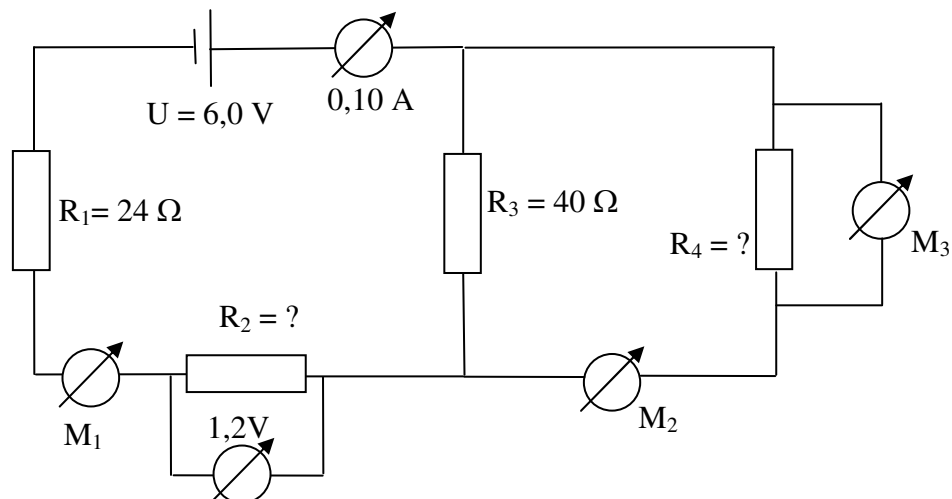 U = 6,0 V
0,10 A
R₁= 24 Ω
R₃ = 40 Ω
R₄ = ?
M₃
R₂ = ?
M₁
1,2V
M₂